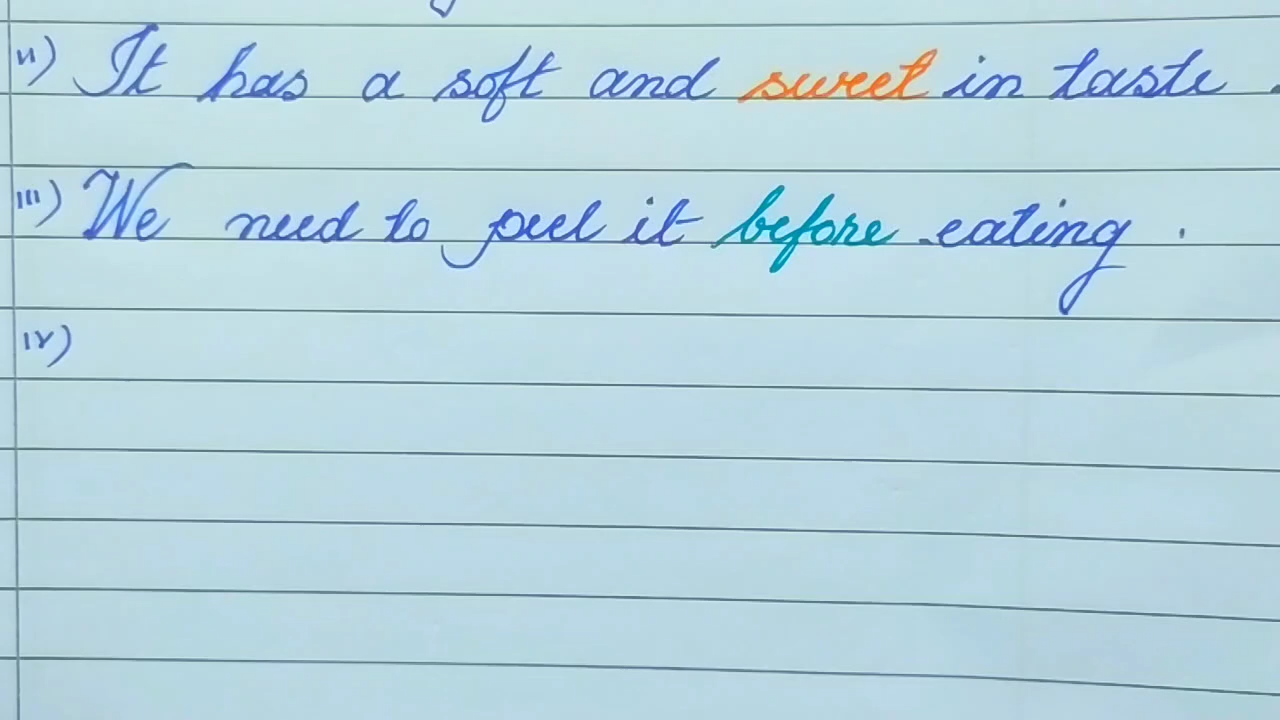 ii) It has a soft and sweet in taste.
iii) We need to peel it before eating.
iv)